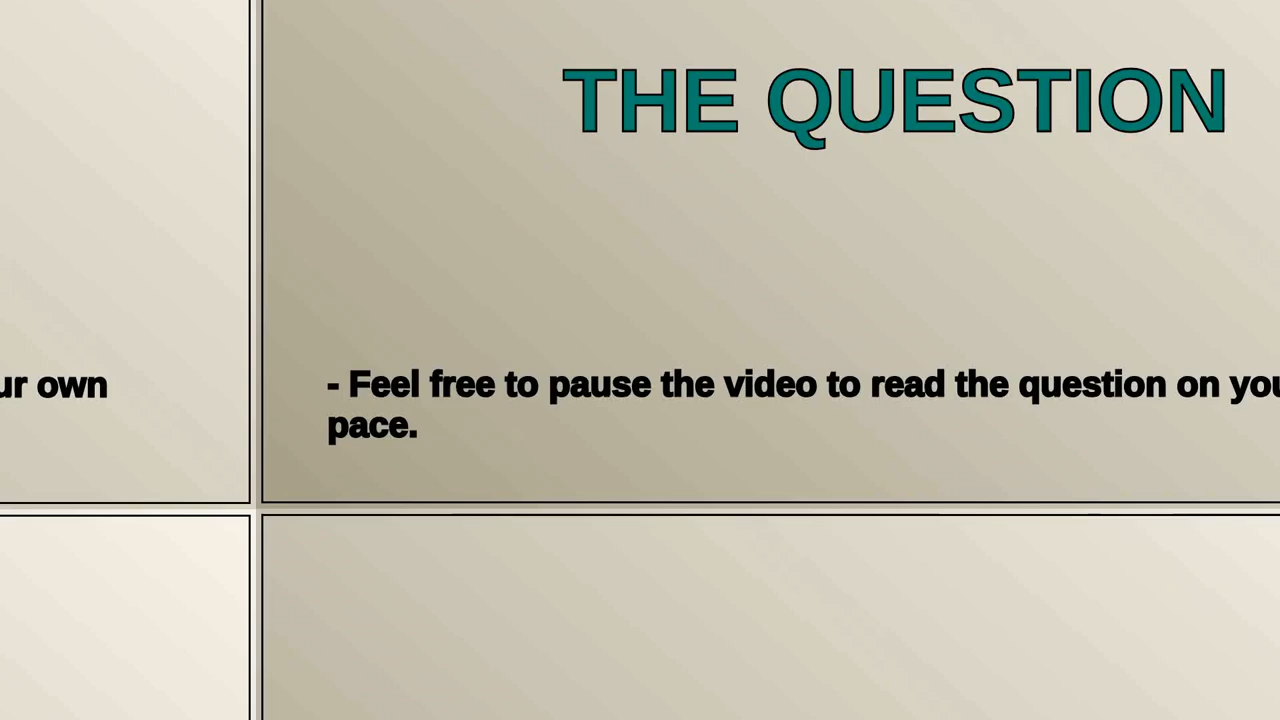 THE QUESTION
ur own
- Feel free to pause the video to read the question on you
pace.